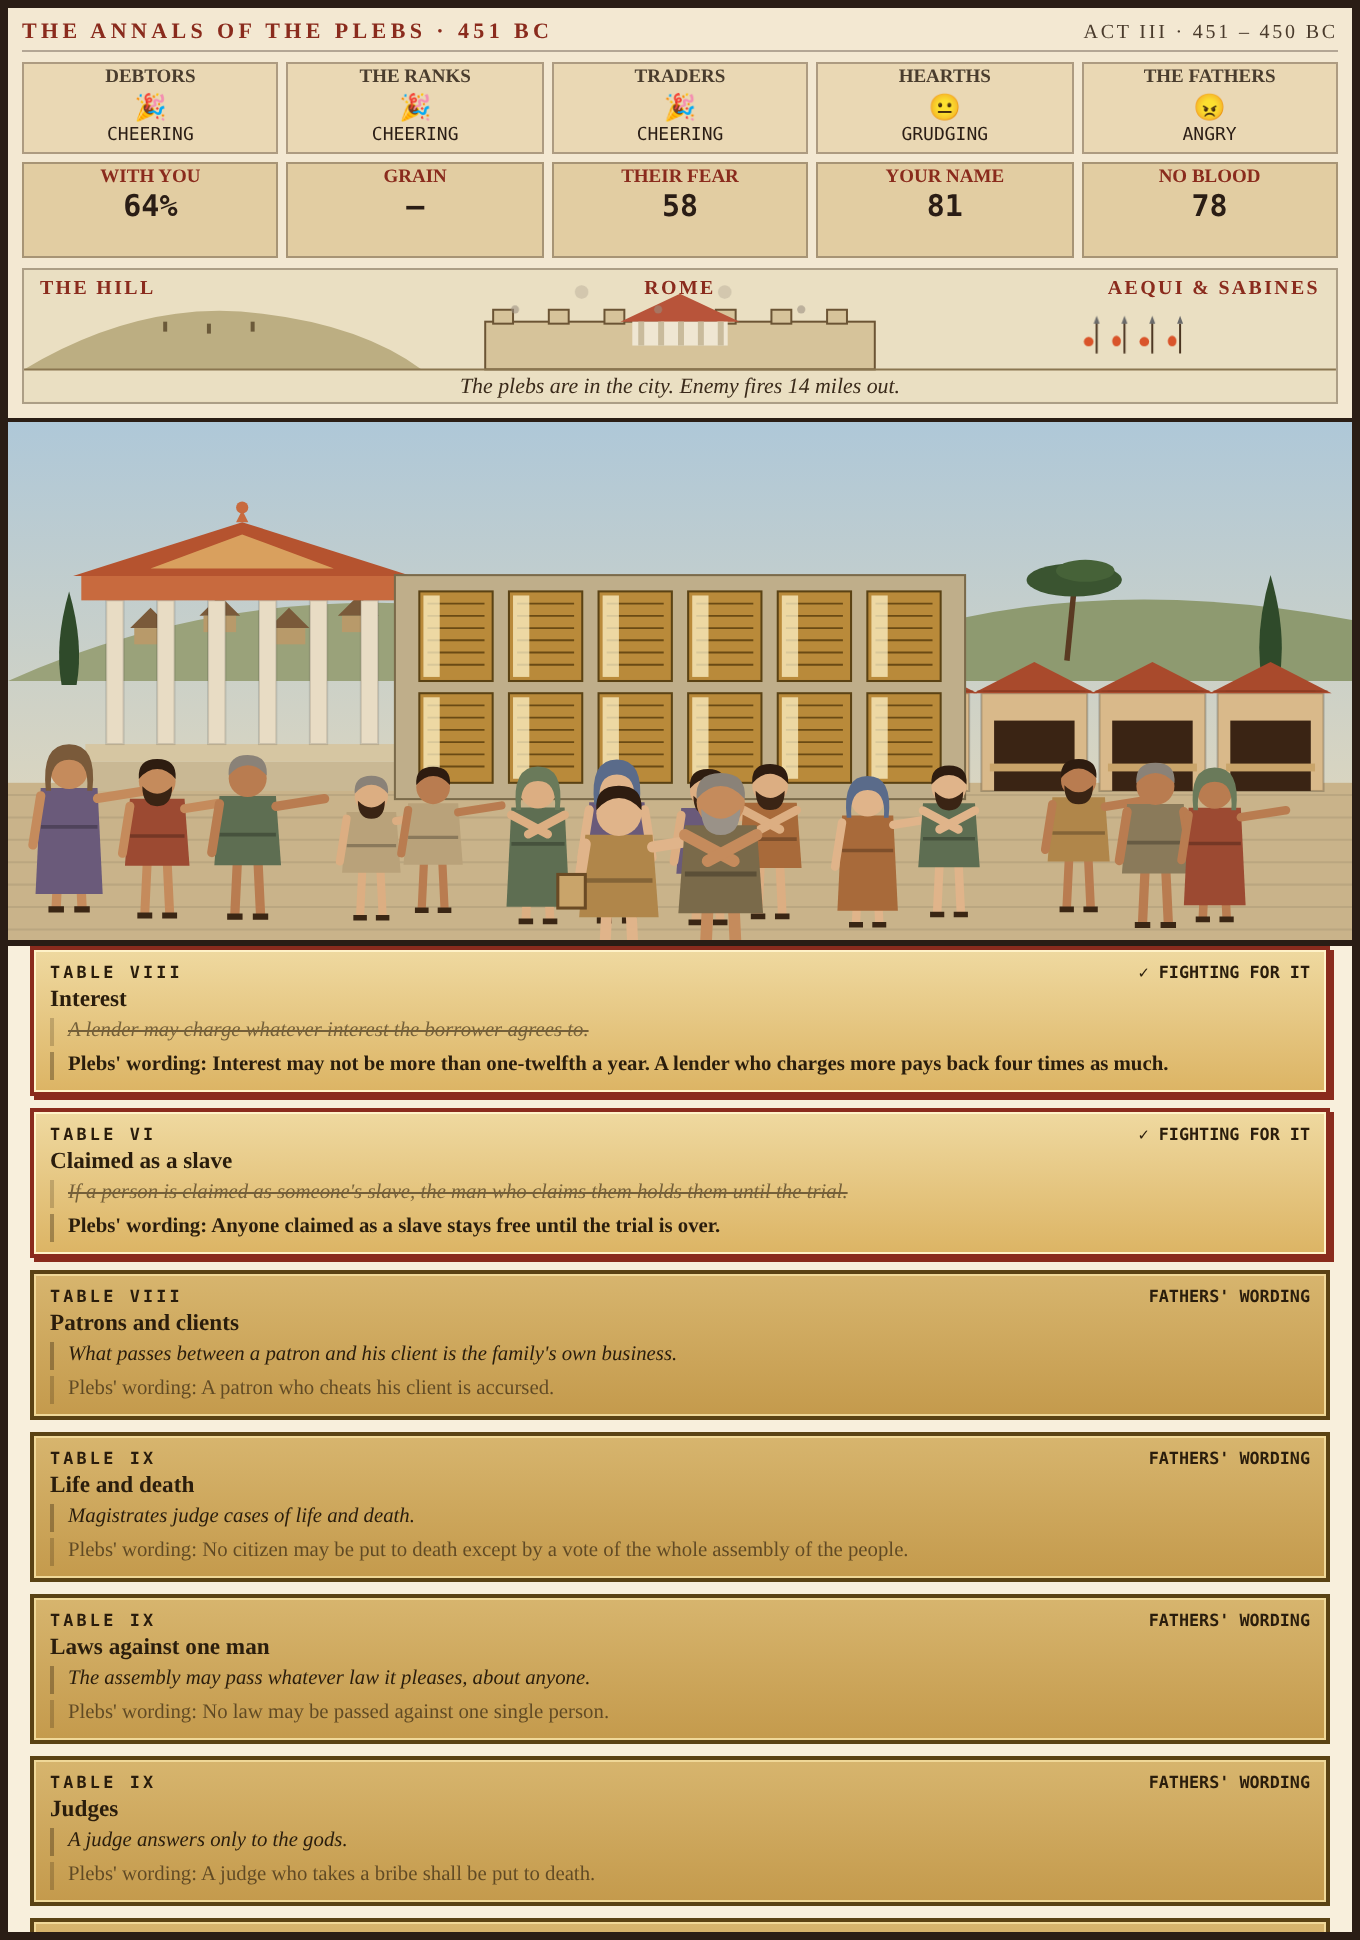 THE ANNALS OF THE PLEBS · 451 BC
ACT III · 451 – 450 BC
DEBTORS
CHEERING
THE RANKS
CHEERING
TRADERS
CHEERING
HEARTHS
GRUDGING
THE FATHERS
ANGRY
WITH YOU
64%
GRAIN
–
THEIR FEAR
58
YOUR NAME
81
NO BLOOD
78
THE HILL
ROME
AEQUI & SABINES
The plebs are in the city. Enemy fires 14 miles out.
TABLE VIII
✓ FIGHTING FOR IT
Interest
A lender may charge whatever interest the borrower agrees to.
Plebs' wording: Interest may not be more than one-twelfth a year. A lender who charges more pays back four times as much.
TABLE VI
✓ FIGHTING FOR IT
Claimed as a slave
If a person is claimed as someone's slave, the man who claims them holds them until the trial.
Plebs' wording: Anyone claimed as a slave stays free until the trial is over.
TABLE VIII
FATHERS' WORDING
Patrons and clients
What passes between a patron and his client is the family's own business.
Plebs' wording: A patron who cheats his client is accursed.
TABLE IX
FATHERS' WORDING
Life and death
Magistrates judge cases of life and death.
Plebs' wording: No citizen may be put to death except by a vote of the whole assembly of the people.
TABLE IX
FATHERS' WORDING
Laws against one man
The assembly may pass whatever law it pleases, about anyone.
Plebs' wording: No law may be passed against one single person.
TABLE IX
FATHERS' WORDING
Judges
A judge answers only to the gods.
Plebs' wording: A judge who takes a bribe shall be put to death.